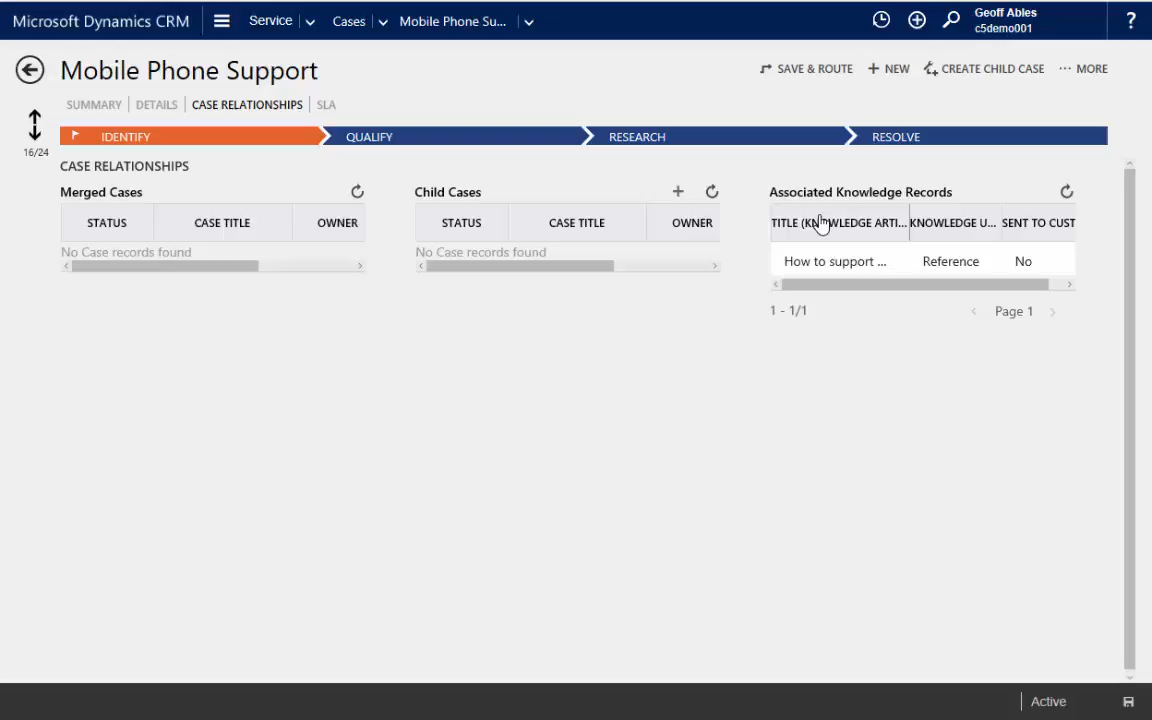 Microsoft Dynamics CRM Service Cases Mobile Phone Su... Geoff Ables
c5demo001 ?
Mobile Phone Support SAVE & ROUTE NEW CREATE CHILD CASE ··· MORE
SUMMARY DETAILS CASE RELATIONSHIPS SLA
16/24
IDENTIFY QUALIFY RESEARCH RESOLVE
CASE RELATIONSHIPS
Merged Cases
STATUS CASE TITLE OWNER
No Case records found
Child Cases
STATUS CASE TITLE OWNER
No Case records found
Associated Knowledge Records
TITLE (KNOWLEDGE ARTI... KNOWLEDGE U... SENT TO CUST
How to support ... Reference No
1 - 1/1 Page 1
Active